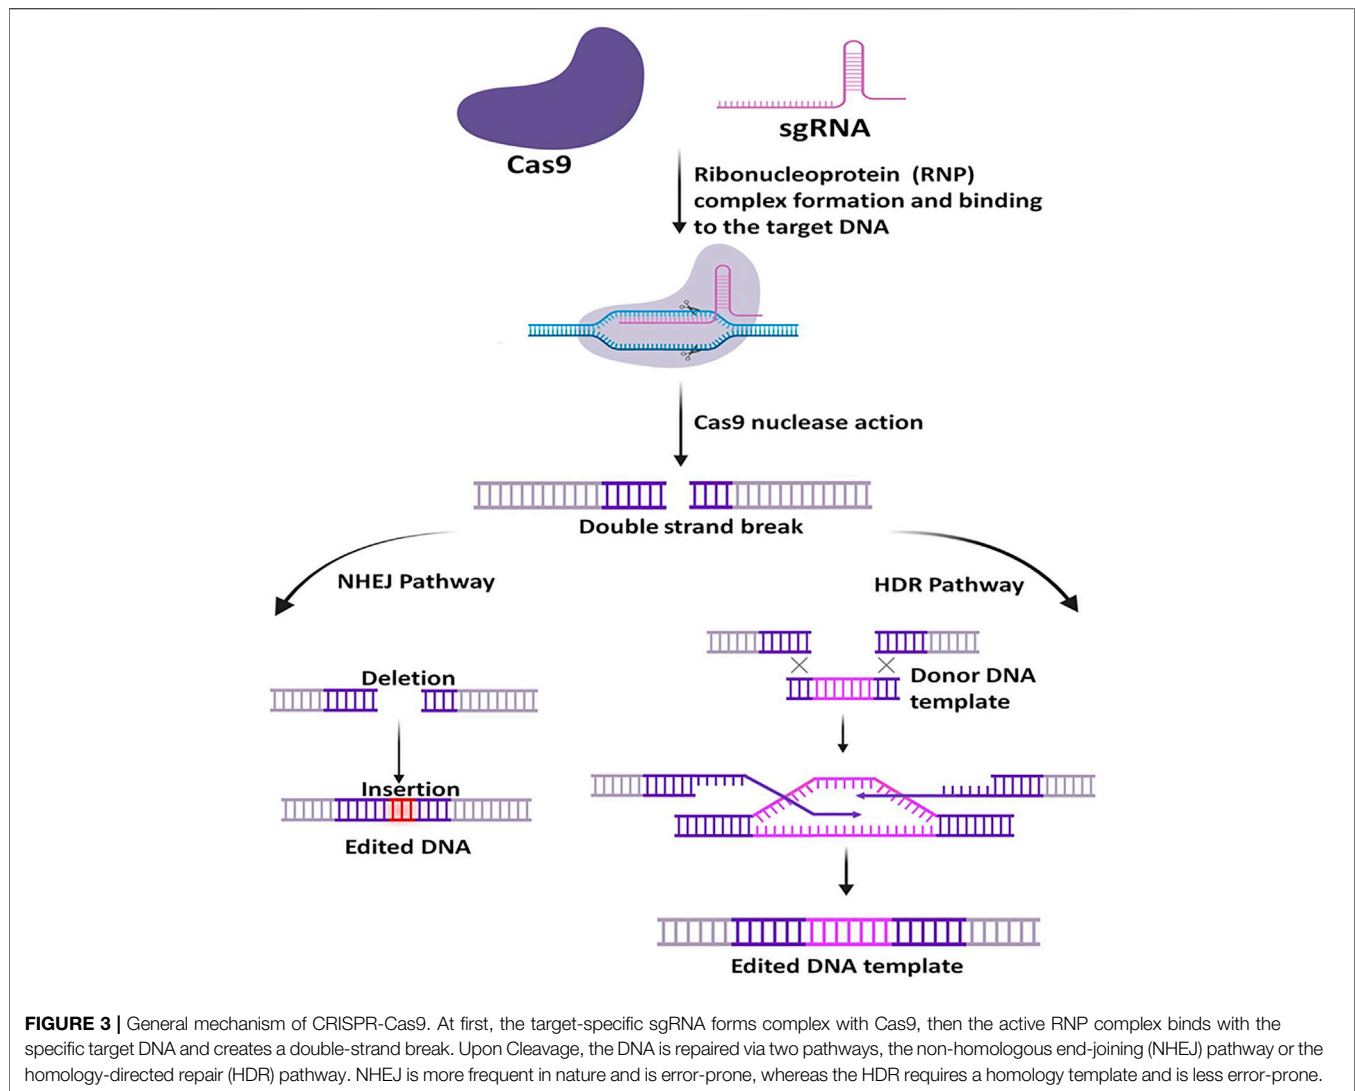 Cas9
sgRNA
Ribonucleoprotein (RNP)
complex formation and binding
to the target DNA
Cas9 nuclease action
Double strand break
NHEJ Pathway
HDR Pathway
Deletion
Donor DNA
template
Insertion
Edited DNA
Edited DNA template
FIGURE 3 | General mechanism of CRISPR-Cas9. At first, the target-specific sgRNA forms complex with Cas9, then the active RNP complex binds with the
specific target DNA and creates a double-strand break. Upon Cleavage, the DNA is repaired via two pathways, the non-homologous end-joining (NHEJ) pathway or the
homology-directed repair (HDR) pathway. NHEJ is more frequent in nature and is error-prone, whereas the HDR requires a homology template and is less error-prone.